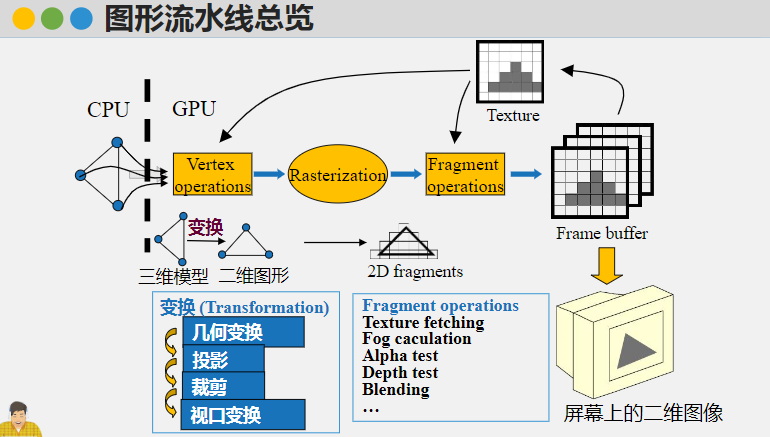 图形流水线总览
CPU
GPU
Texture
Vertex
operations
Rasterization
Fragment
operations
Frame buffer
变换
三维模型
二维图形
2D fragments
变换 (Transformation)
几何变换
投影
裁剪
视口变换
Fragment operations
Texture fetching
Fog caculation
Alpha test
Depth test
Blending
…
屏幕上的二维图像